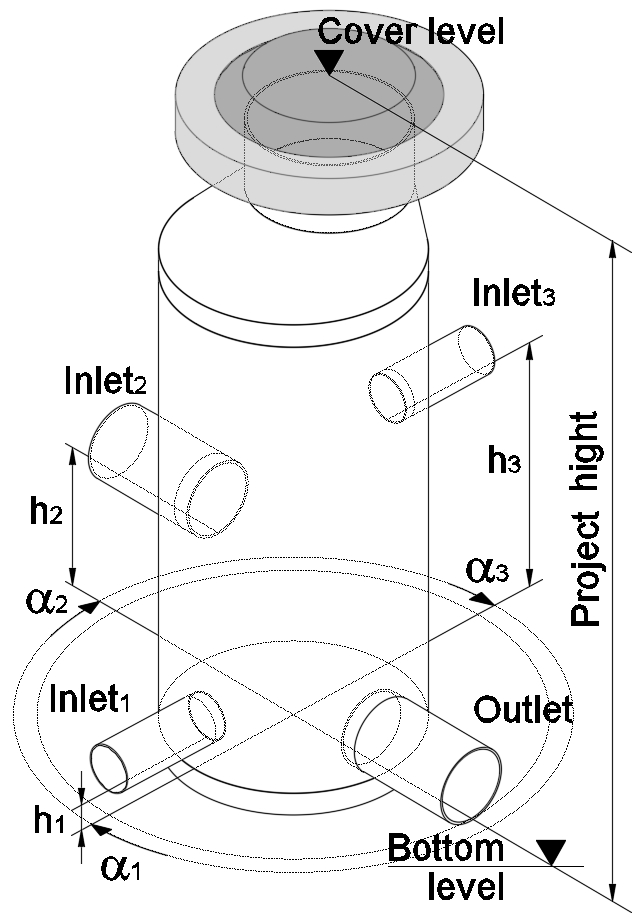 Cover level
Inlet3
Inlet2
h3
h2
Project hight
α3
α2
Inlet1
Outlet
h1
α1
Bottom
level